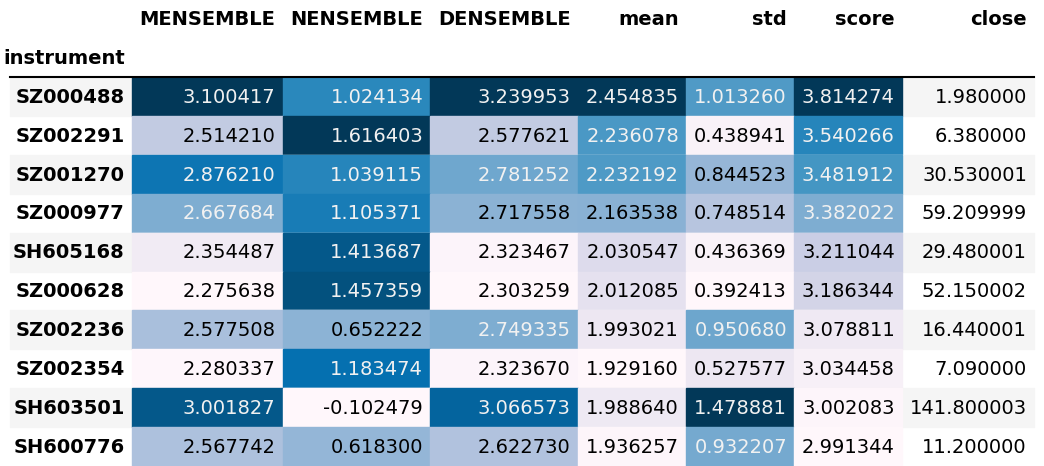 MENSEMBLE NENSEMBLE DENSEMBLE mean std score close
instrument
SZ000488 3.100417 1.024134 3.239953 2.454835 1.013260 3.814274 1.980000
SZ002291 2.514210 1.616403 2.577621 2.236078 0.438941 3.540266 6.380000
SZ001270 2.876210 1.039115 2.781252 2.232192 0.844523 3.481912 30.530001
SZ000977 2.667684 1.105371 2.717558 2.163538 0.748514 3.382022 59.209999
SH605168 2.354487 1.413687 2.323467 2.030547 0.436369 3.211044 29.480001
SZ000628 2.275638 1.457359 2.303259 2.012085 0.392413 3.186344 52.150002
SZ002236 2.577508 0.652222 2.749335 1.993021 0.950680 3.078811 16.440001
SZ002354 2.280337 1.183474 2.323670 1.929160 0.527577 3.034458 7.090000
SH603501 3.001827 -0.102479 3.066573 1.988640 1.478881 3.002083 141.800003
SH600776 2.567742 0.618300 2.622730 1.936257 0.932207 2.991344 11.200000